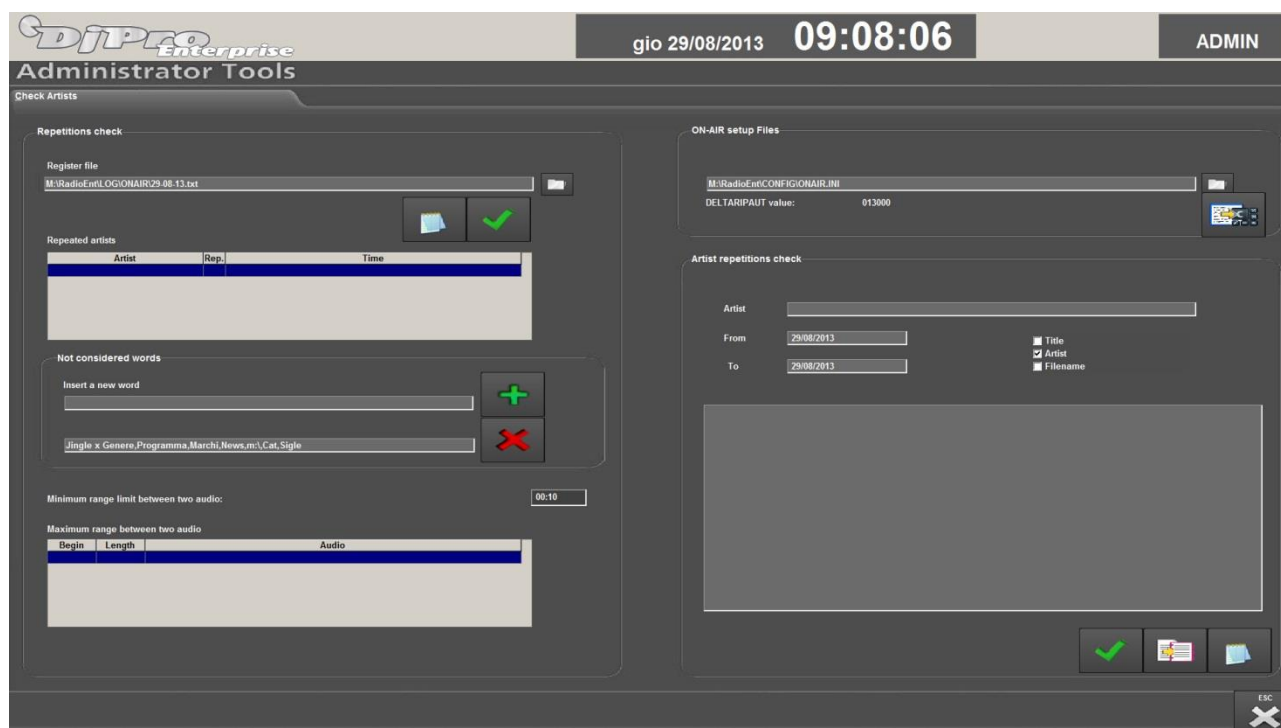 DJPro
Enterprise
gio 29/08/2013 09:08:06 ADMIN
Administrator Tools
Check Artists
Repetitions check
Register file
M:\RadioEnt\LOG\ONAIR\29-08-13.txt
Repeated artists
Artist Rep. Time
Not considered words
Insert a new word
Jingle x Genere,Programma,Marchi,News,m:\,Cat,Sigle
Minimum range limit between two audio: 00:10
Maximum range between two audio
Begin Length Audio
ON-AIR setup Files
M:\RadioEnt\CONFIG\ONAIR.INI
DELTARIPAUT value: 013000
Artist repetitions check
Artist
From 29/08/2013
To 29/08/2013
Title
Artist
Filename
ESC